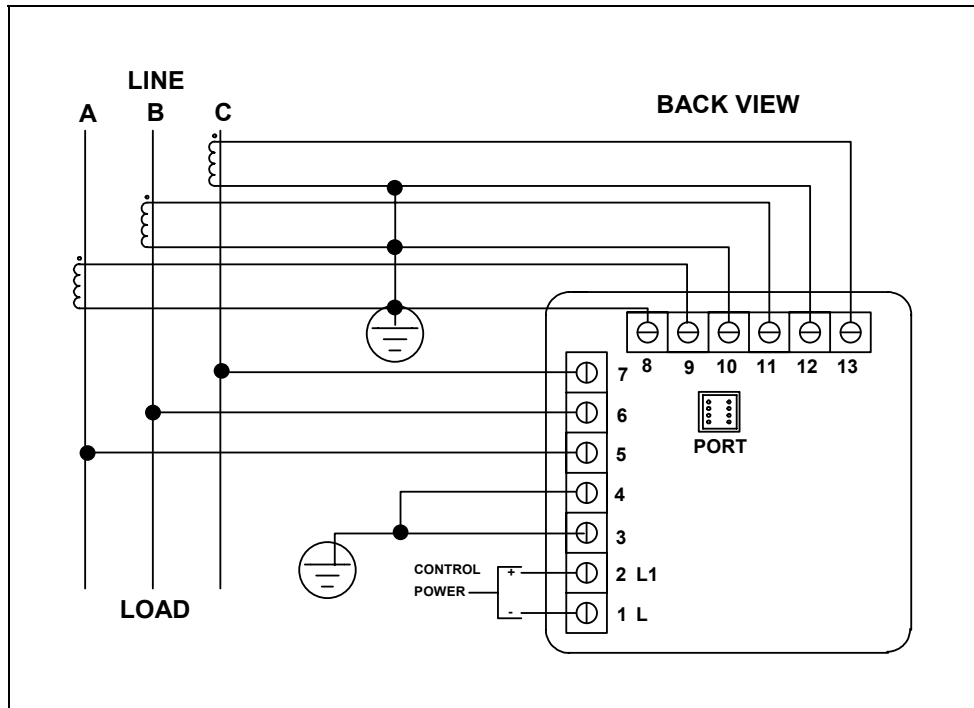 LINE
A B C
BACK VIEW
8 9 10 11 12 13
7
6
5
4
3
2 L1
1 L
PORT
CONTROL
POWER
+
-
LOAD